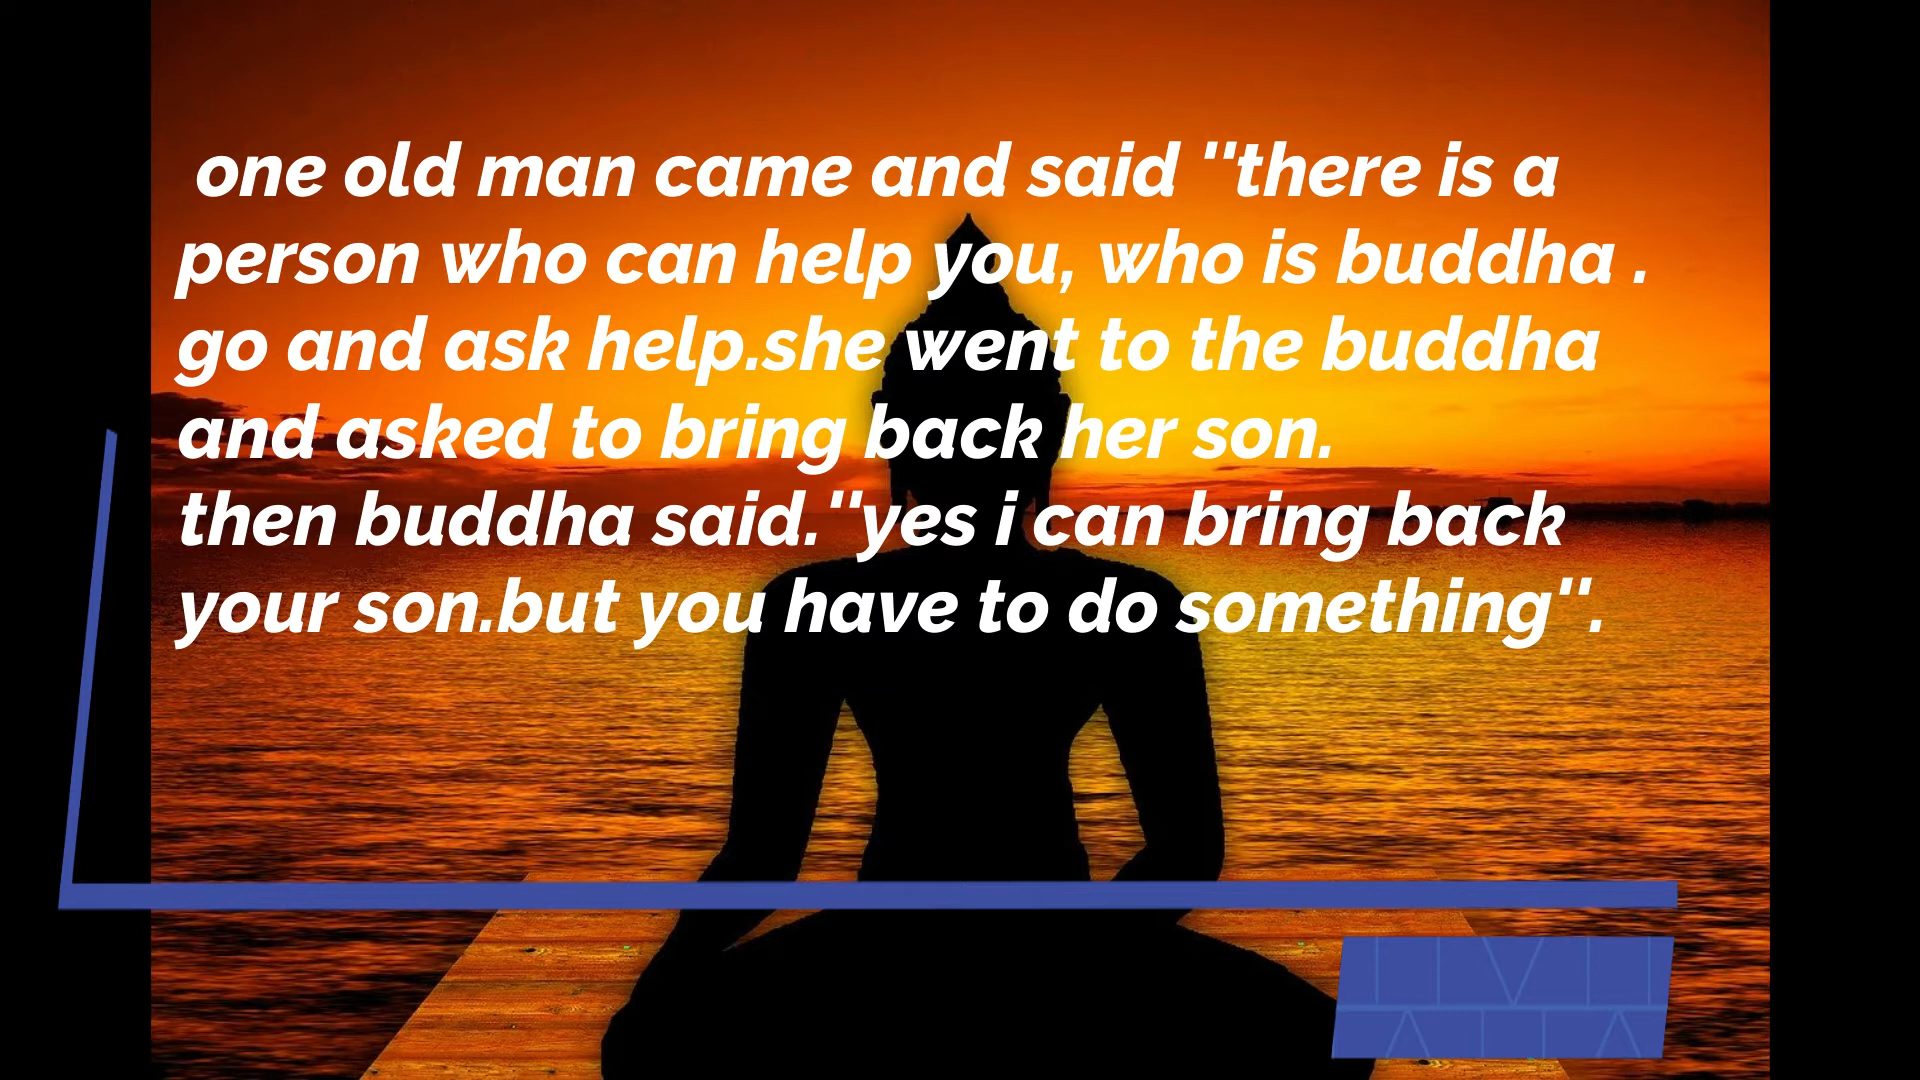 one old man came and said ''there is a
person who can help you, who is buddha .
go and ask help.she went to the buddha
and asked to bring back her son.
then buddha said.''yes i can bring back
your son.but you have to do something''.